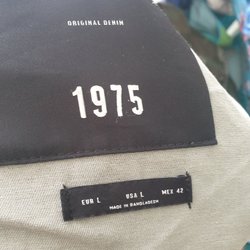 ORIGINAL DENIM
1975
EUR L USA L MEX 42
MADE IN BANGLADESH